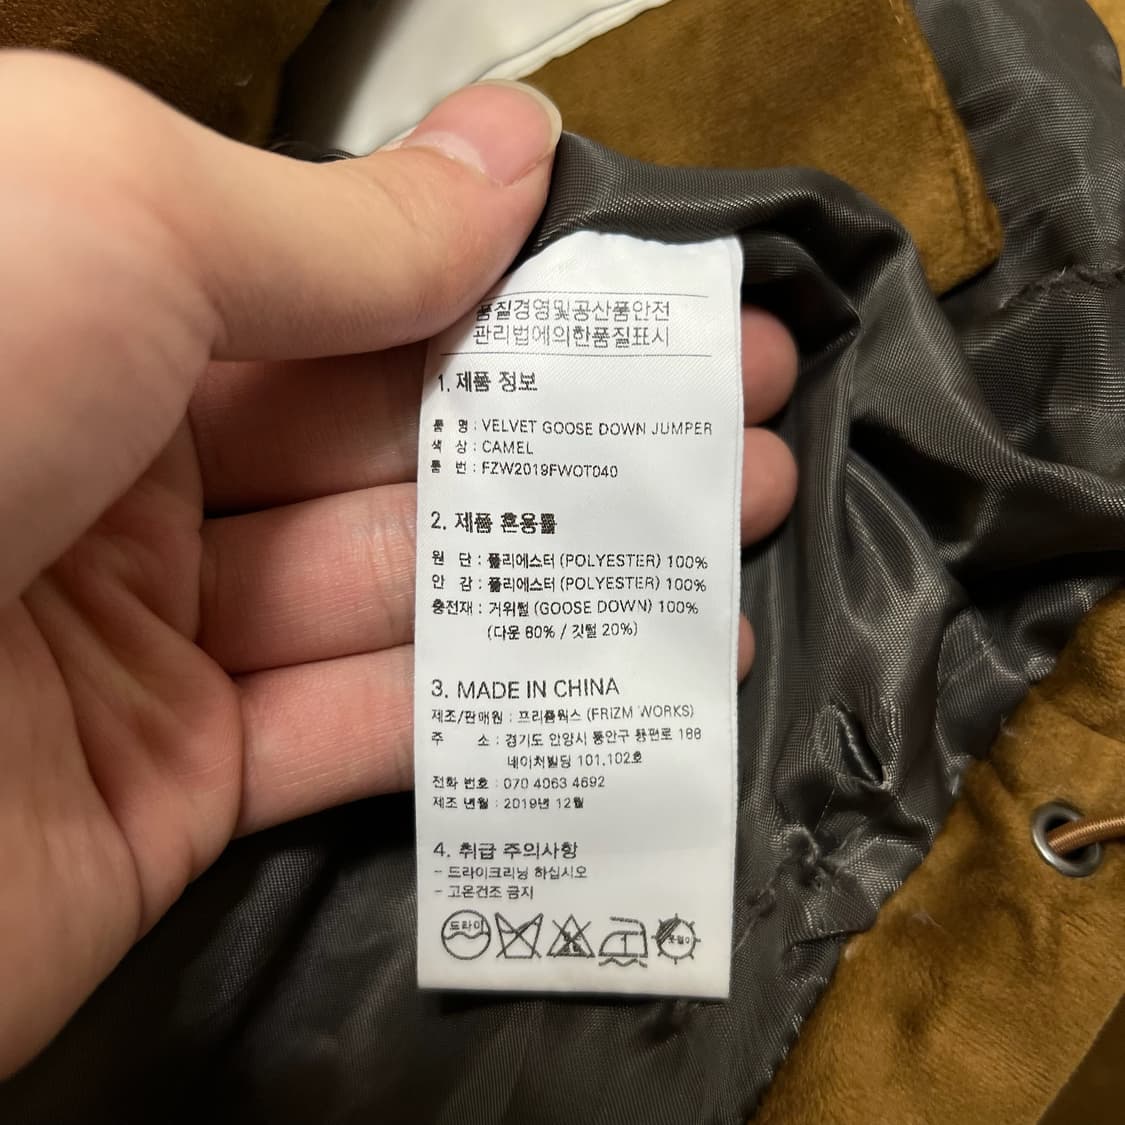 품질경영및공산품안전
관리법에의한품질표시
1. 제품 정보
품 명 : VELVET GOOSE DOWN JUMPER
색 상 : CAMEL
품 번 : FZW2019FWOT040
2. 제품 혼용률
원 단 : 폴리에스터 (POLYESTER) 100%
안 감 : 폴리에스터 (POLYESTER) 100%
충전재 : 거위털 (GOOSE DOWN) 100%
(다운 80% / 깃털 20%)
3. MADE IN CHINA
제조/판매원 : 프리즘웍스 (FRIZM WORKS)
주 소 : 경기도 안양시 동안구 평촌로 188
네이처빌딩 101,102호
전화 번호 : 070 4063 4692
제조 년월 : 2019년 12월
4. 취급 주의사항
- 드라이크리닝 하십시오
- 고온건조 금지
드라이